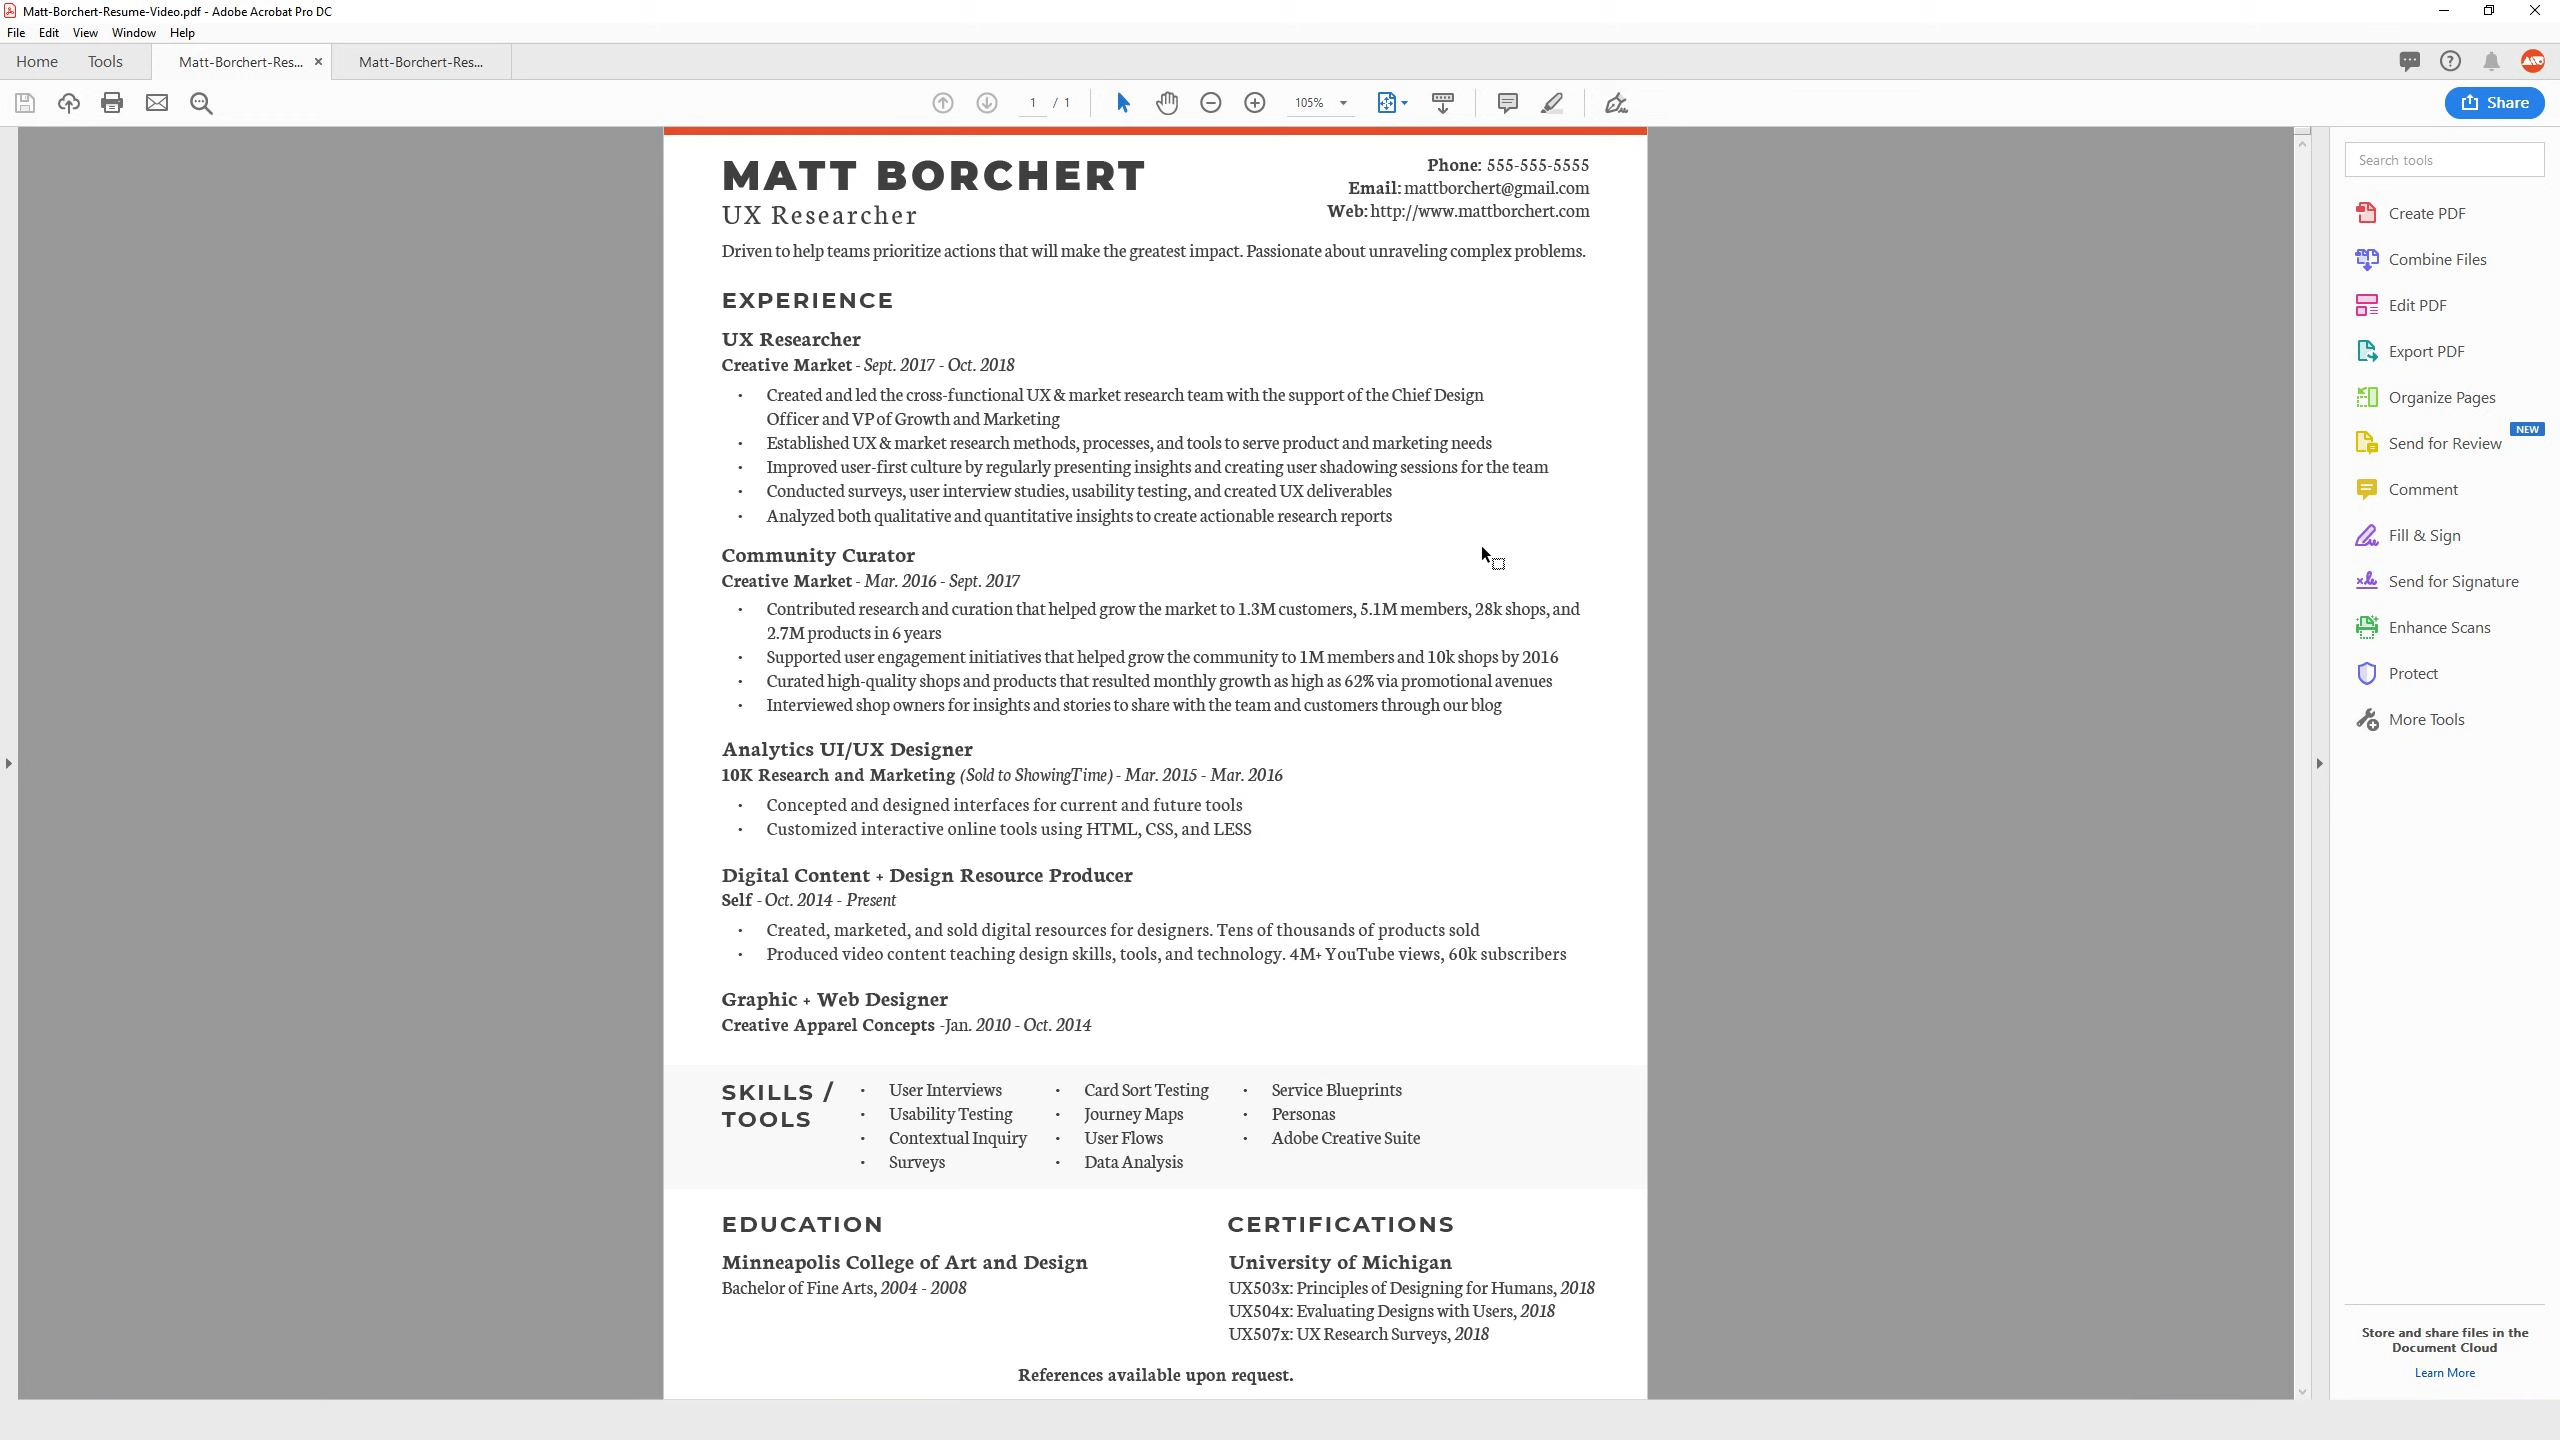 Matt-Borchert-Resume-Video.pdf - Adobe Acrobat Pro DC
File Edit View Window Help
Home Tools Matt-Borchert-Res... × Matt-Borchert-Res...
1 / 1 105% Share
MATT BORCHERT
UX Researcher
Phone: 555-555-5555
Email: mattborchert@gmail.com
Web: http://www.mattborchert.com
Driven to help teams prioritize actions that will make the greatest impact. Passionate about unraveling complex problems.
EXPERIENCE
UX Researcher
Creative Market - Sept. 2017 - Oct. 2018
• Created and led the cross-functional UX & market research team with the support of the Chief Design
Officer and VP of Growth and Marketing
• Established UX & market research methods, processes, and tools to serve product and marketing needs
• Improved user-first culture by regularly presenting insights and creating user shadowing sessions for the team
• Conducted surveys, user interview studies, usability testing, and created UX deliverables
• Analyzed both qualitative and quantitative insights to create actionable research reports
Community Curator
Creative Market - Mar. 2016 - Sept. 2017
• Contributed research and curation that helped grow the market to 1.3M customers, 5.1M members, 28k shops, and
2.7M products in 6 years
• Supported user engagement initiatives that helped grow the community to 1M members and 10k shops by 2016
• Curated high-quality shops and products that resulted monthly growth as high as 62% via promotional avenues
• Interviewed shop owners for insights and stories to share with the team and customers through our blog
Analytics UI/UX Designer
10K Research and Marketing (Sold to ShowingTime) - Mar. 2015 - Mar. 2016
• Concepted and designed interfaces for current and future tools
• Customized interactive online tools using HTML, CSS, and LESS
Digital Content + Design Resource Producer
Self - Oct. 2014 - Present
• Created, marketed, and sold digital resources for designers. Tens of thousands of products sold
• Produced video content teaching design skills, tools, and technology. 4M+ YouTube views, 60k subscribers
Graphic + Web Designer
Creative Apparel Concepts -Jan. 2010 - Oct. 2014
SKILLS /
TOOLS
• User Interviews
• Usability Testing
• Contextual Inquiry
• Surveys
• Card Sort Testing
• Journey Maps
• User Flows
• Data Analysis
• Service Blueprints
• Personas
• Adobe Creative Suite
EDUCATION
Minneapolis College of Art and Design
Bachelor of Fine Arts, 2004 - 2008
CERTIFICATIONS
University of Michigan
UX503x: Principles of Designing for Humans, 2018
UX504x: Evaluating Designs with Users, 2018
UX507x: UX Research Surveys, 2018
References available upon request.
Search tools
Create PDF
Combine Files
Edit PDF
Export PDF
Organize Pages
NEW
Send for Review
Comment
Fill & Sign
Send for Signature
Enhance Scans
Protect
More Tools
Store and share files in the
Document Cloud
Learn More